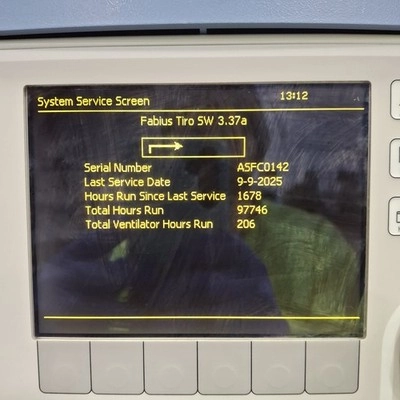 System Service Screen 13:12
Fabius Tiro SW 3.37a
Serial Number ASFC0142
Last Service Date 9-9-2025
Hours Run Since Last Service 1678
Total Hours Run 97746
Total Ventilator Hours Run 206